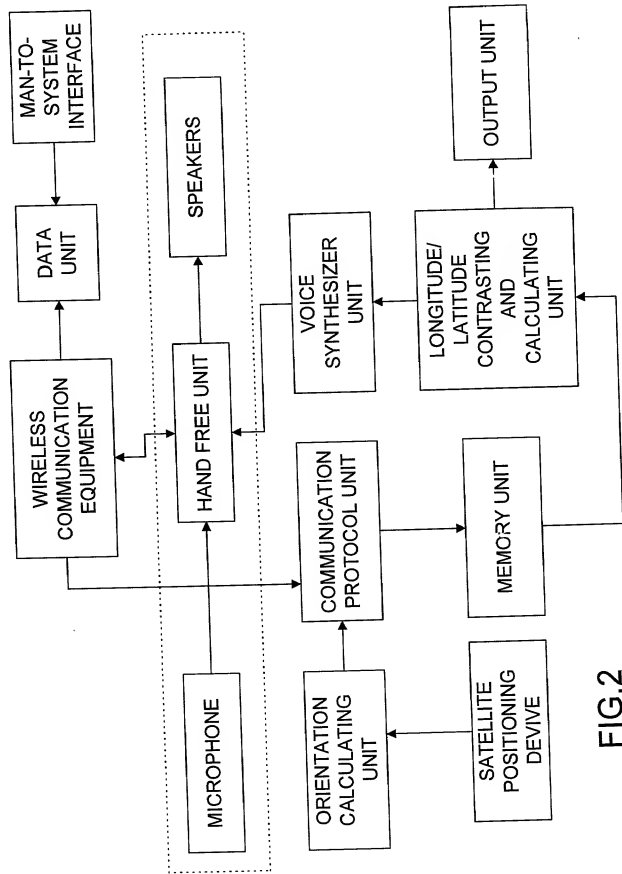 MAN-TO-
SYSTEM
INTERFACE
DATA
UNIT
WIRELESS
COMMUNICATION
EQUIPMENT
SPEAKERS
HAND FREE UNIT
MICROPHONE
OUTPUT UNIT
VOICE
SYNTHESIZER
UNIT
LONGITUDE/
LATITUDE
CONTRASTING
AND
CALCULATING
UNIT
COMMUNICATION
PROTOCOL UNIT
MEMORY UNIT
ORIENTATION
CALCULATING
UNIT
SATELLITE
POSITIONING
DEVIVE
FIG.2